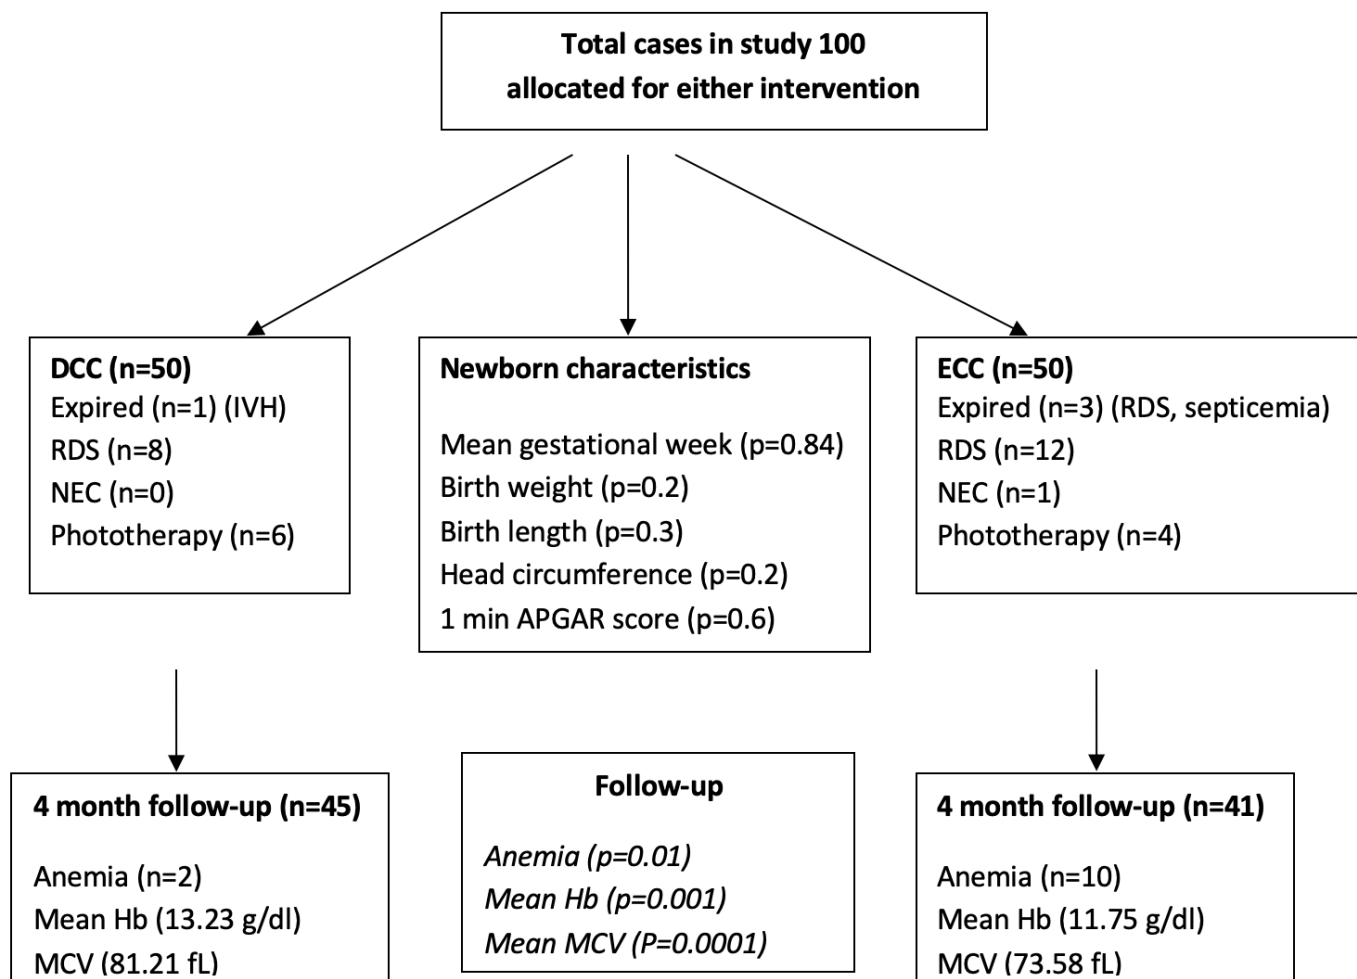 Total cases in study 100
allocated for either intervention
DCC (n=50)
Expired (n=1) (IVH)
RDS (n=8)
NEC (n=0)
Phototherapy (n=6)
Newborn characteristics
Mean gestational week (p=0.84)
Birth weight (p=0.2)
Birth length (p=0.3)
Head circumference (p=0.2)
1 min APGAR score (p=0.6)
ECC (n=50)
Expired (n=3) (RDS, septicemia)
RDS (n=12)
NEC (n=1)
Phototherapy (n=4)
4 month follow-up (n=45)
Anemia (n=2)
Mean Hb (13.23 g/dl)
MCV (81.21 fL)
Follow-up
Anemia (p=0.01)
Mean Hb (p=0.001)
Mean MCV (P=0.0001)
4 month follow-up (n=41)
Anemia (n=10)
Mean Hb (11.75 g/dl)
MCV (73.58 fL)